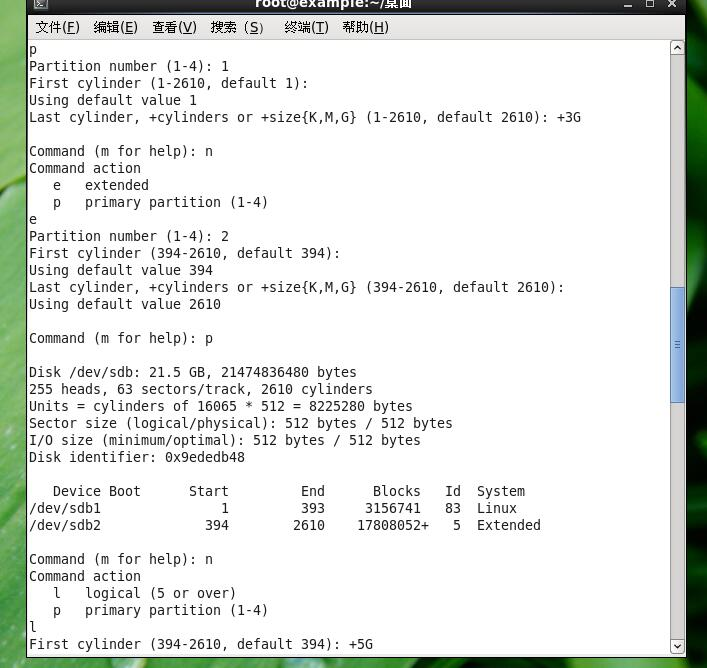 root@example:~/桌面
文件(F) 编辑(E) 查看(V) 搜索 (S) 终端(T) 帮助(H)
p
Partition number (1-4): 1
First cylinder (1-2610, default 1):
Using default value 1
Last cylinder, +cylinders or +size{K,M,G} (1-2610, default 2610): +3G
Command (m for help): n
Command action
   e   extended
   p   primary partition (1-4)
e
Partition number (1-4): 2
First cylinder (394-2610, default 394):
Using default value 394
Last cylinder, +cylinders or +size{K,M,G} (394-2610, default 2610):
Using default value 2610
Command (m for help): p
Disk /dev/sdb: 21.5 GB, 21474836480 bytes
255 heads, 63 sectors/track, 2610 cylinders
Units = cylinders of 16065 * 512 = 8225280 bytes
Sector size (logical/physical): 512 bytes / 512 bytes
I/O size (minimum/optimal): 512 bytes / 512 bytes
Disk identifier: 0x9ededb48
   Device Boot      Start         End      Blocks   Id  System
/dev/sdb1               1         393     3156741   83  Linux
/dev/sdb2             394        2610    17808052+   5  Extended
Command (m for help): n
Command action
   l   logical (5 or over)
   p   primary partition (1-4)
l
First cylinder (394-2610, default 394): +5G